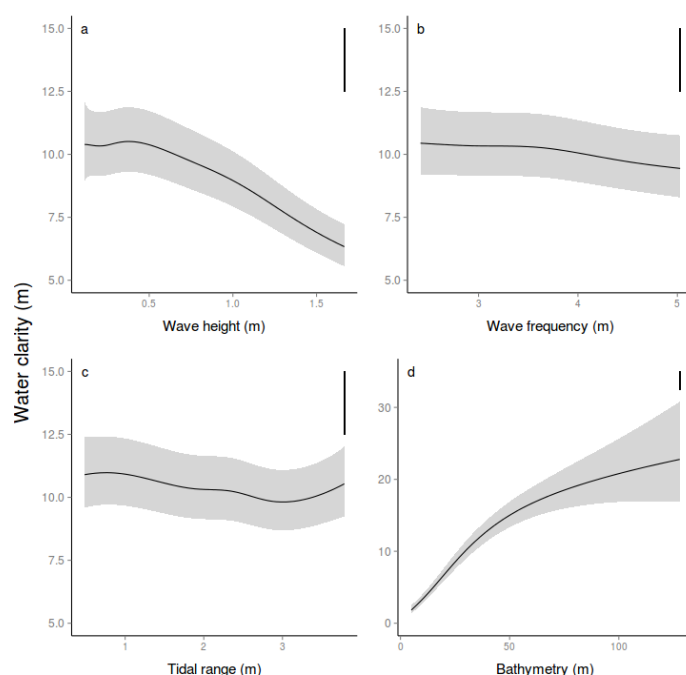 a
15.0
12.5
10.0
7.5
5.0
0.5 1.0 1.5
Wave height (m)
b
15.0
12.5
10.0
7.5
5.0
3 4 5
Wave frequency (m)
Water clarity (m)
c
15.0
12.5
10.0
7.5
5.0
1 2 3
Tidal range (m)
d
30
20
10
0
0 50 100
Bathymetry (m)